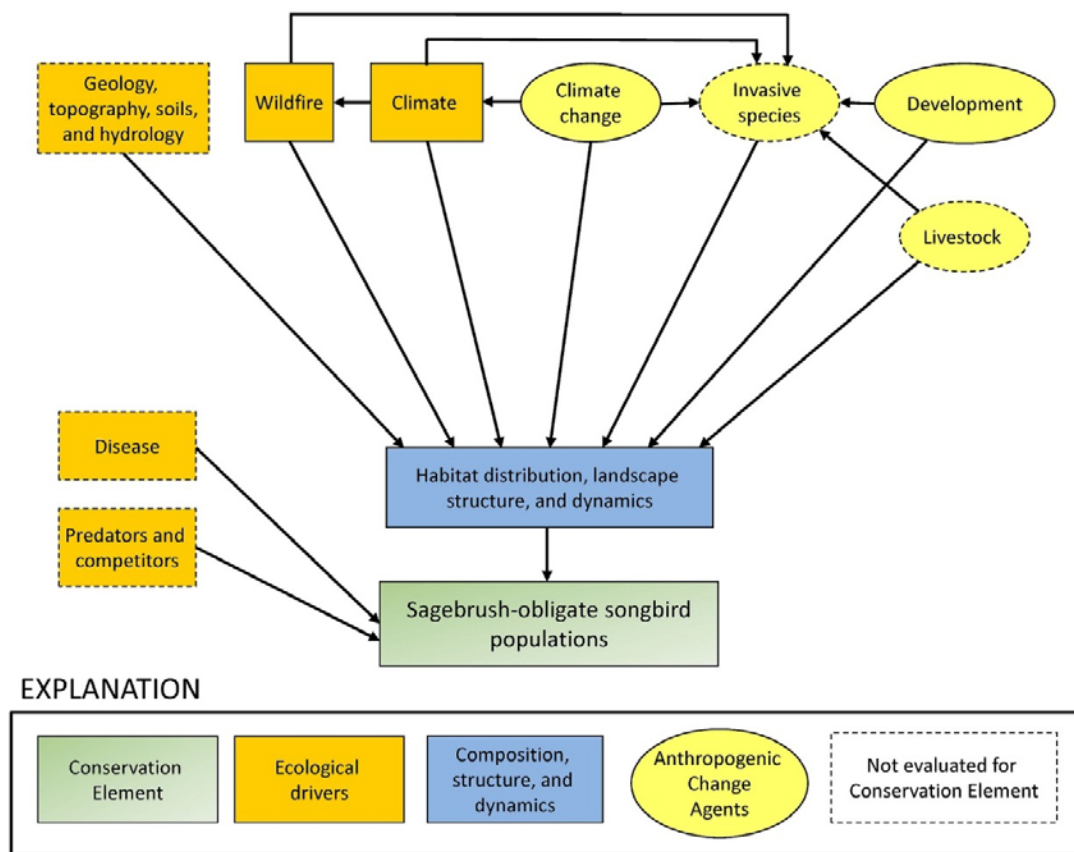 Geology,
topography, soils,
and hydrology
Wildfire
Climate
Climate
change
Invasive
species
Development
Livestock
Disease
Predators and
competitors
Habitat distribution, landscape
structure, and dynamics
Sagebrush-obligate songbird
populations
EXPLANATION
Conservation
Element
Ecological
drivers
Composition,
structure, and
dynamics
Anthropogenic
Change
Agents
Not evaluated for
Conservation Element